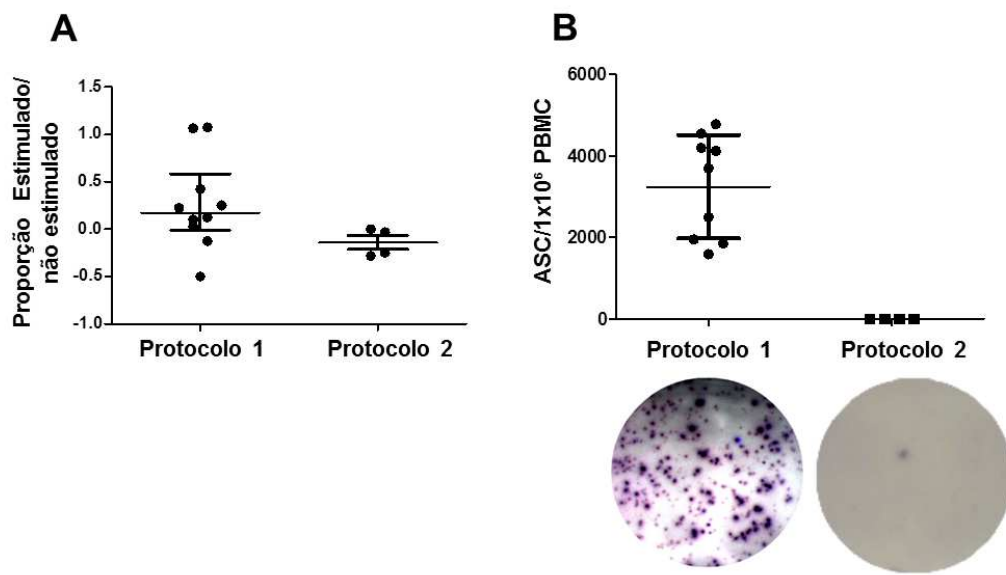 A
Proporção Estimulado/
não estimulado
1.5
1.0
0.5
0.0
-0.5
-1.0
Protocolo 1
Protocolo 2
B
ASC/1x10⁶ PBMC
6000
4000
2000
0
Protocolo 1
Protocolo 2